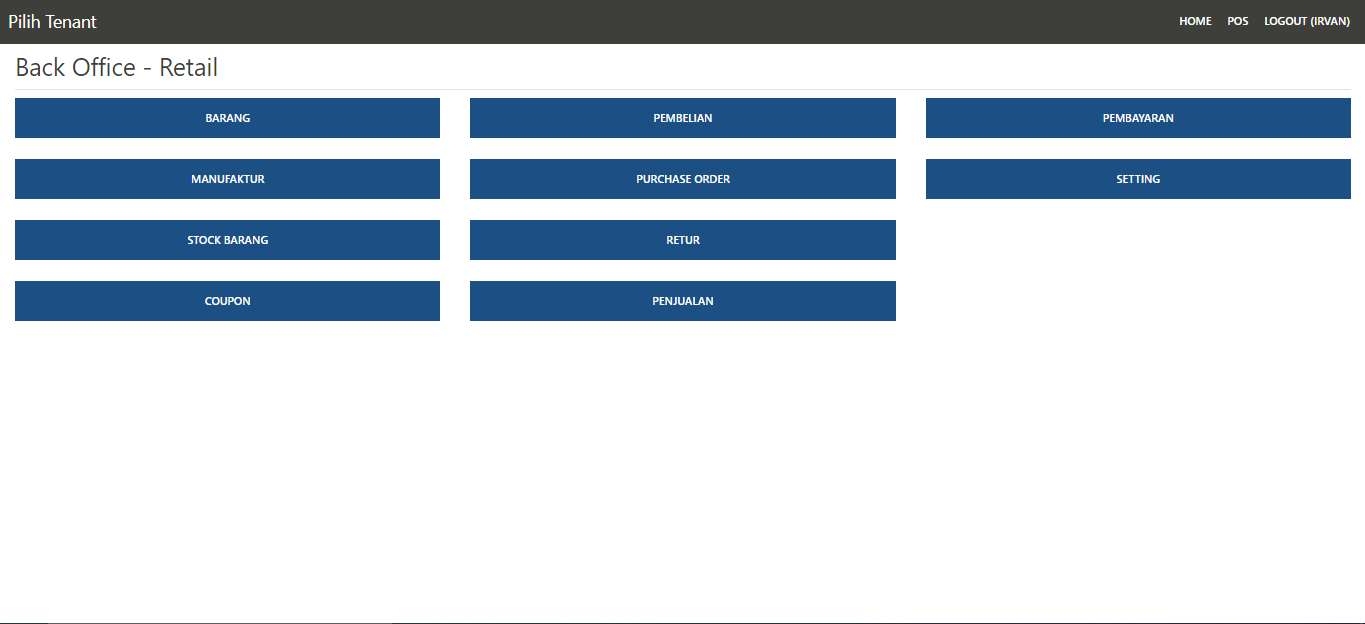 Pilih Tenant
HOME POS LOGOUT (IRVAN)
Back Office - Retail
BARANG
PEMBELIAN
PEMBAYARAN
MANUFAKTUR
PURCHASE ORDER
SETTING
STOCK BARANG
RETUR
COUPON
PENJUALAN